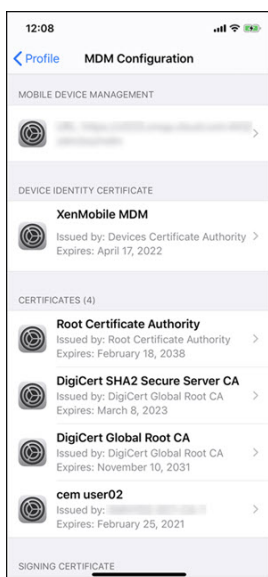 12:08
Profile
MDM Configuration
MOBILE DEVICE MANAGEMENT
DEVICE IDENTITY CERTIFICATE
XenMobile MDM
Issued by: Devices Certificate Authority
Expires: April 17, 2022
CERTIFICATES (4)
Root Certificate Authority
Issued by: Root Certificate Authority
Expires: February 18, 2038
DigiCert SHA2 Secure Server CA
Issued by: DigiCert Global Root CA
Expires: March 8, 2023
DigiCert Global Root CA
Issued by: DigiCert Global Root CA
Expires: November 10, 2031
cem user02
Issued by:
Expires: February 25, 2021
SIGNING CERTIFICATE